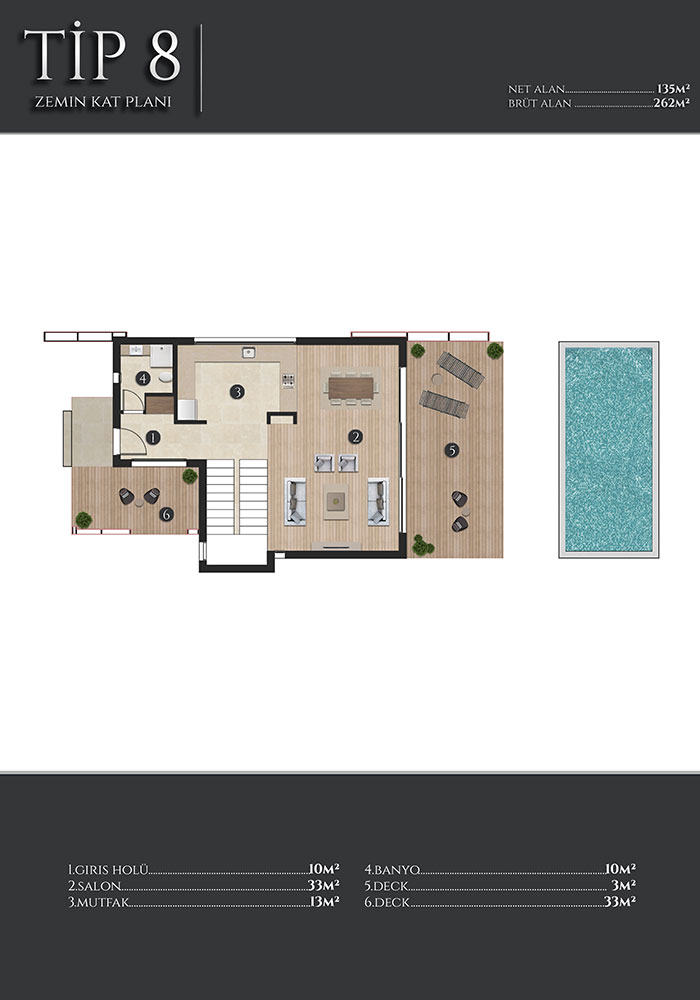 TİP 8
ZEMIN KAT PLANI
NET ALAN.................................... 135M²
BRÜT ALAN ................................262M²
4
3
1
2
5
6
1.GIRIS HOLÜ.................................................10M²
2.SALON........................................................33M²
3.MUTFAK......................................................13M²
4.BANYO........................................................10M²
5.DECK.......................................................... 3M²
6.DECK..........................................................33M²